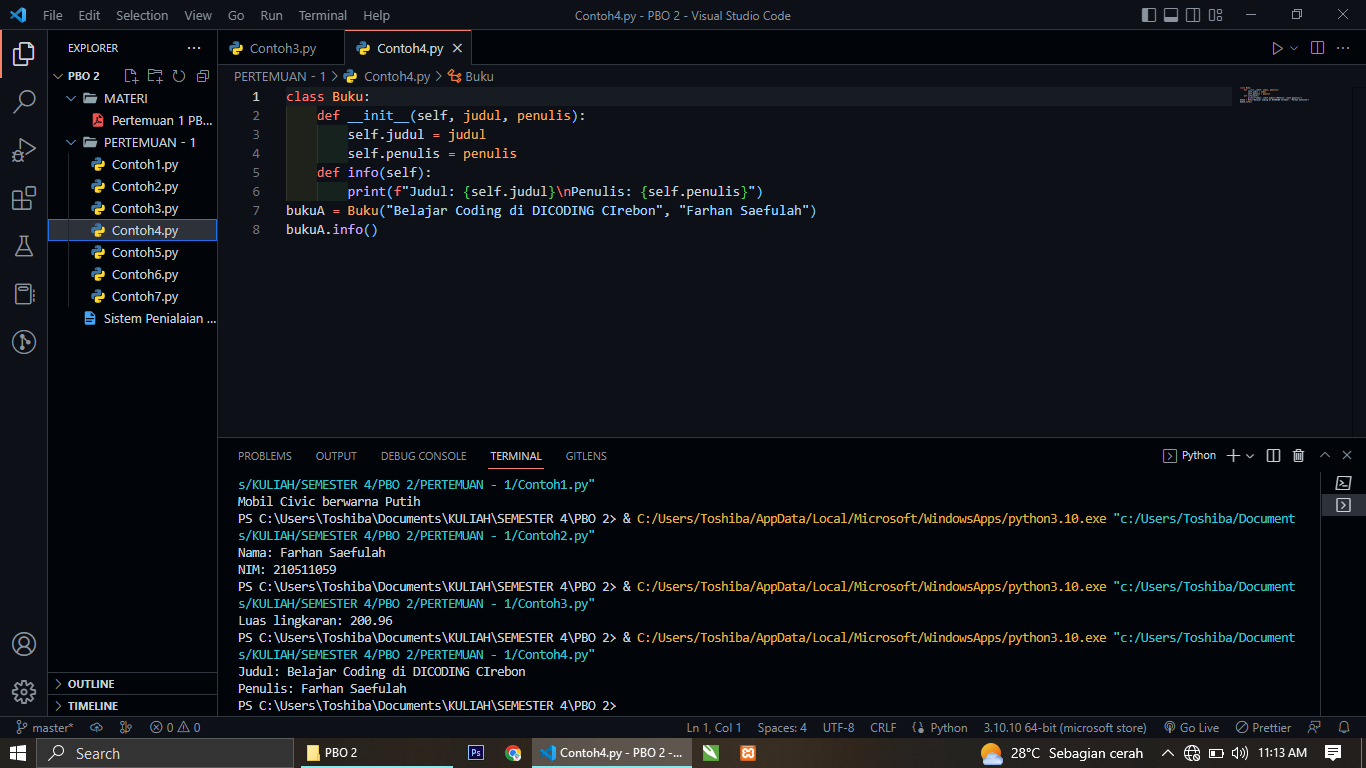 File Edit Selection View Go Run Terminal Help Contoh4.py - PBO 2 - Visual Studio Code
EXPLORER
PBO 2
MATERI
Pertemuan 1 PB...
PERTEMUAN - 1
Contoh1.py
Contoh2.py
Contoh3.py
Contoh4.py
Contoh5.py
Contoh6.py
Contoh7.py
Sistem Penialaian ...
OUTLINE
TIMELINE
Contoh3.py Contoh4.py
PERTEMUAN - 1 > Contoh4.py > Buku
1 class Buku:
2 def __init__(self, judul, penulis):
3 self.judul = judul
4 self.penulis = penulis
5 def info(self):
6 print(f"Judul: {self.judul}\nPenulis: {self.penulis}")
7 bukuA = Buku("Belajar Coding di DICODING CIrebon", "Farhan Saefulah")
8 bukuA.info()
PROBLEMS OUTPUT DEBUG CONSOLE TERMINAL GITLENS Python
s/KULIAH/SEMESTER 4/PBO 2/PERTEMUAN - 1/Contoh1.py"
Mobil Civic berwarna Putih
PS C:\Users\Toshiba\Documents\KULIAH\SEMESTER 4\PBO 2> & C:/Users/Toshiba/AppData/Local/Microsoft/WindowsApps/python3.10.exe "c:/Users/Toshiba/Document
s/KULIAH/SEMESTER 4/PBO 2/PERTEMUAN - 1/Contoh2.py"
Nama: Farhan Saefulah
NIM: 210511059
PS C:\Users\Toshiba\Documents\KULIAH\SEMESTER 4\PBO 2> & C:/Users/Toshiba/AppData/Local/Microsoft/WindowsApps/python3.10.exe "c:/Users/Toshiba/Document
s/KULIAH/SEMESTER 4/PBO 2/PERTEMUAN - 1/Contoh3.py"
Luas lingkaran: 200.96
PS C:\Users\Toshiba\Documents\KULIAH\SEMESTER 4\PBO 2> & C:/Users/Toshiba/AppData/Local/Microsoft/WindowsApps/python3.10.exe "c:/Users/Toshiba/Document
s/KULIAH/SEMESTER 4/PBO 2/PERTEMUAN - 1/Contoh4.py"
Judul: Belajar Coding di DICODING CIrebon
Penulis: Farhan Saefulah
PS C:\Users\Toshiba\Documents\KULIAH\SEMESTER 4\PBO 2>
master* 0 0 Ln 1, Col 1 Spaces: 4 UTF-8 CRLF Python 3.10.10 64-bit (microsoft store) Go Live Prettier
Search PBO 2 Ps Contoh4.py - PBO 2 -... 28°C Sebagian cerah 11:13 AM